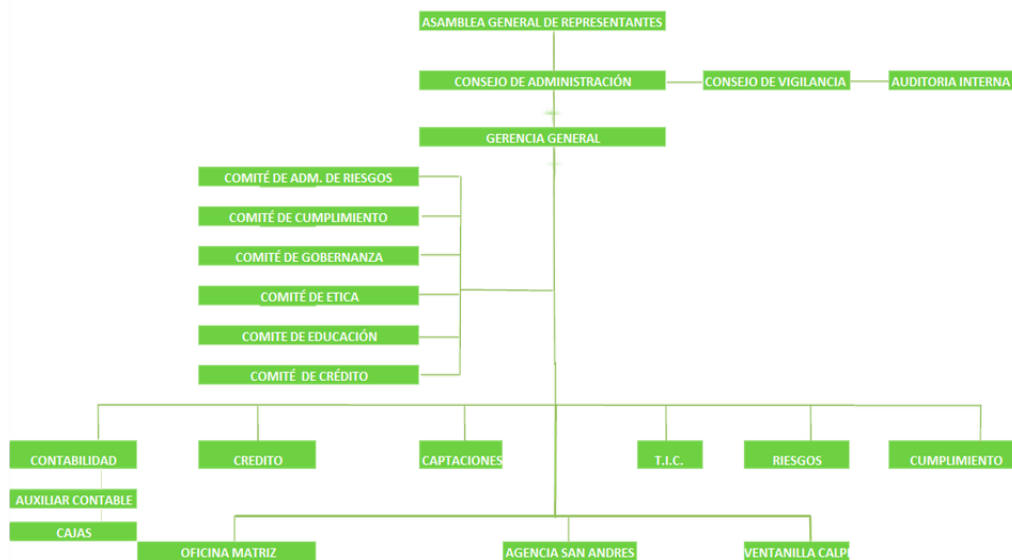 ASAMBLEA GENERAL DE REPRESENTANTES
CONSEJO DE ADMINISTRACIÓN
CONSEJO DE VIGILANCIA
AUDITORIA INTERNA
GERENCIA GENERAL
COMITÉ DE ADM. DE RIESGOS
COMITÉ DE CUMPLIMIENTO
COMITÉ DE GOBERNANZA
COMITÉ DE ETICA
COMITE DE EDUCACIÓN
COMITÉ DE CRÉDITO
CONTABILIDAD
CREDITO
CAPTACIONES
T.I.C.
RIESGOS
CUMPLIMIENTO
AUXILIAR CONTABLE
CAJAS
OFICINA MATRIZ
AGENCIA SAN ANDRES
VENTANILLA CALPI